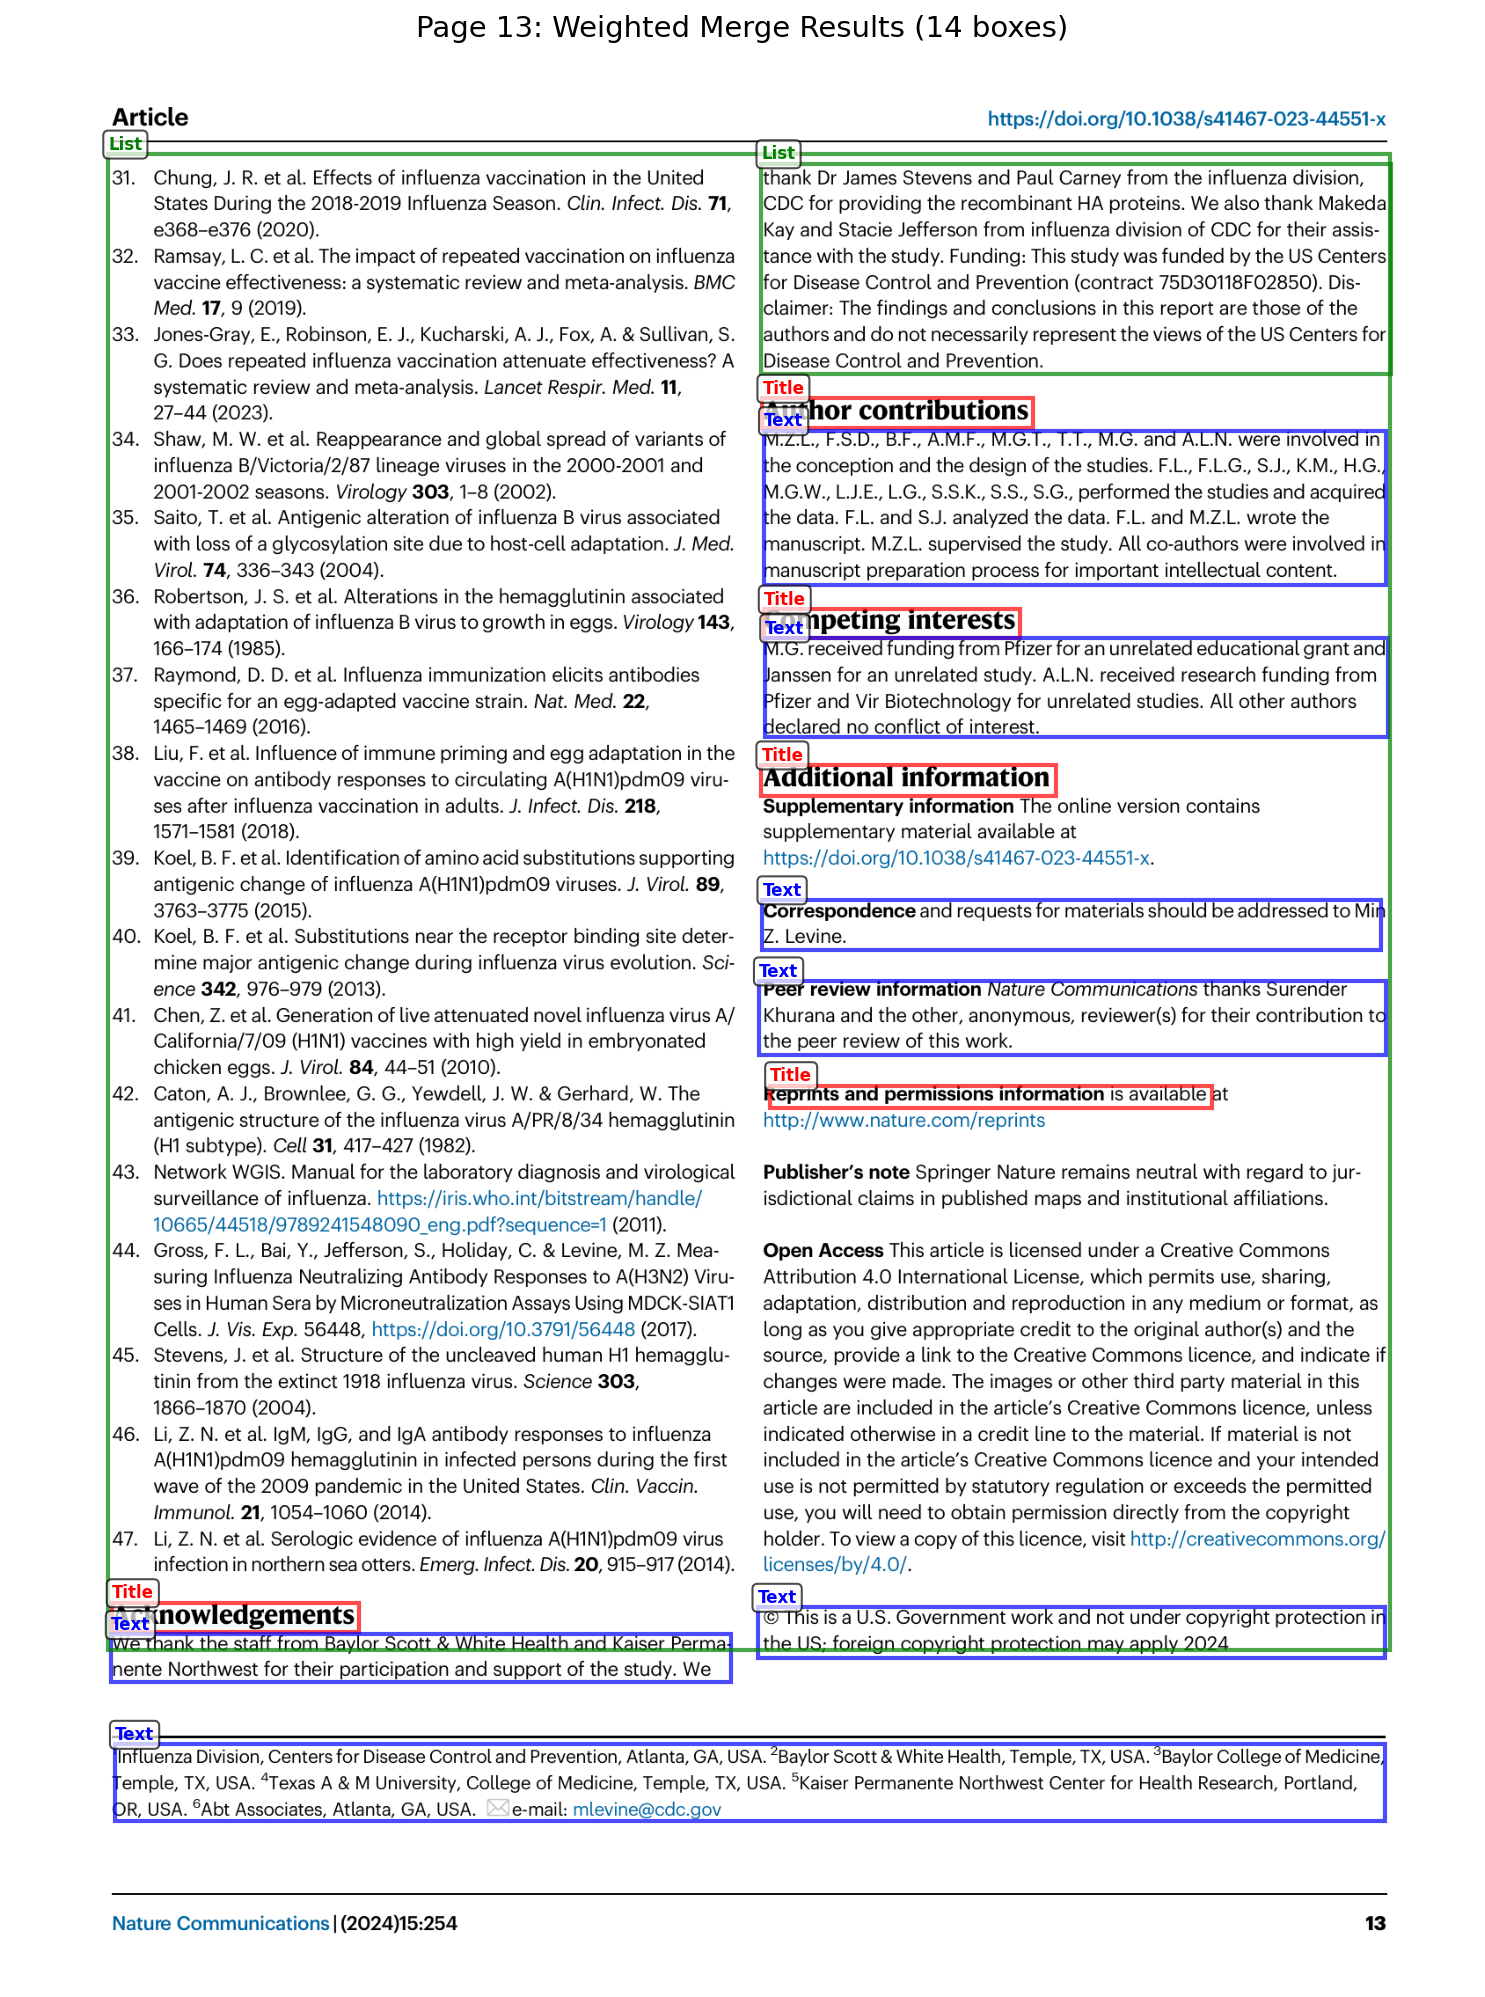 Page 13: Weighted Merge Results (14 boxes)
Article
https://doi.org/10.1038/s41467-023-44551-x
List
31. Chung, J. R. et al. Effects of influenza vaccination in the United
States During the 2018-2019 Influenza Season. Clin. Infect. Dis. 71,
e368–e376 (2020).
32. Ramsay, L. C. et al. The impact of repeated vaccination on influenza
vaccine effectiveness: a systematic review and meta-analysis. BMC
Med. 17, 9 (2019).
33. Jones-Gray, E., Robinson, E. J., Kucharski, A. J., Fox, A. & Sullivan, S.
G. Does repeated influenza vaccination attenuate effectiveness? A
systematic review and meta-analysis. Lancet Respir. Med. 11,
27–44 (2023).
34. Shaw, M. W. et al. Reappearance and global spread of variants of
influenza B/Victoria/2/87 lineage viruses in the 2000-2001 and
2001-2002 seasons. Virology 303, 1–8 (2002).
35. Saito, T. et al. Antigenic alteration of influenza B virus associated
with loss of a glycosylation site due to host-cell adaptation. J. Med.
Virol. 74, 336–343 (2004).
36. Robertson, J. S. et al. Alterations in the hemagglutinin associated
with adaptation of influenza B virus to growth in eggs. Virology 143,
166–174 (1985).
37. Raymond, D. D. et al. Influenza immunization elicits antibodies
specific for an egg-adapted vaccine strain. Nat. Med. 22,
1465–1469 (2016).
38. Liu, F. et al. Influence of immune priming and egg adaptation in the
vaccine on antibody responses to circulating A(H1N1)pdm09 viru-
ses after influenza vaccination in adults. J. Infect. Dis. 218,
1571–1581 (2018).
39. Koel, B. F. et al. Identification of amino acid substitutions supporting
antigenic change of influenza A(H1N1)pdm09 viruses. J. Virol. 89,
3763–3775 (2015).
40. Koel, B. F. et al. Substitutions near the receptor binding site deter-
mine major antigenic change during influenza virus evolution. Sci-
ence 342, 976–979 (2013).
41. Chen, Z. et al. Generation of live attenuated novel influenza virus A/
California/7/09 (H1N1) vaccines with high yield in embryonated
chicken eggs. J. Virol. 84, 44–51 (2010).
42. Caton, A. J., Brownlee, G. G., Yewdell, J. W. & Gerhard, W. The
antigenic structure of the influenza virus A/PR/8/34 hemagglutinin
(H1 subtype). Cell 31, 417–427 (1982).
43. Network WGIS. Manual for the laboratory diagnosis and virological
surveillance of influenza. https://iris.who.int/bitstream/handle/
10665/44518/9789241548090_eng.pdf?sequence=1 (2011).
44. Gross, F. L., Bai, Y., Jefferson, S., Holiday, C. & Levine, M. Z. Mea-
suring Influenza Neutralizing Antibody Responses to A(H3N2) Viru-
ses in Human Sera by Microneutralization Assays Using MDCK-SIAT1
Cells. J. Vis. Exp. 56448, https://doi.org/10.3791/56448 (2017).
45. Stevens, J. et al. Structure of the uncleaved human H1 hemagglu-
tinin from the extinct 1918 influenza virus. Science 303,
1866–1870 (2004).
46. Li, Z. N. et al. IgM, IgG, and IgA antibody responses to influenza
A(H1N1)pdm09 hemagglutinin in infected persons during the first
wave of the 2009 pandemic in the United States. Clin. Vaccin.
Immunol. 21, 1054–1060 (2014).
47. Li, Z. N. et al. Serologic evidence of influenza A(H1N1)pdm09 virus
infection in northern sea otters. Emerg. Infect. Dis. 20, 915–917 (2014).
Title
Acknowledgements
Text
We thank the staff from Baylor Scott & White Health and Kaiser Perma-
nente Northwest for their participation and support of the study. We
List
thank Dr James Stevens and Paul Carney from the influenza division,
CDC for providing the recombinant HA proteins. We also thank Makeda
Kay and Stacie Jefferson from influenza division of CDC for their assis-
tance with the study. Funding: This study was funded by the US Centers
for Disease Control and Prevention (contract 75D30118F02850). Dis-
claimer: The findings and conclusions in this report are those of the
authors and do not necessarily represent the views of the US Centers for
Disease Control and Prevention.
Title
Author contributions
Text
M.Z.L., F.S.D., B.F., A.M.F., M.G.T., T.T., M.G. and A.L.N. were involved in
the conception and the design of the studies. F.L., F.L.G., S.J., K.M., H.G.,
M.G.W., L.J.E., L.G., S.S.K., S.S., S.G., performed the studies and acquired
the data. F.L. and S.J. analyzed the data. F.L. and M.Z.L. wrote the
manuscript. M.Z.L. supervised the study. All co-authors were involved in
manuscript preparation process for important intellectual content.
Title
Competing interests
Text
M.G. received funding from Pfizer for an unrelated educational grant and
Janssen for an unrelated study. A.L.N. received research funding from
Pfizer and Vir Biotechnology for unrelated studies. All other authors
declared no conflict of interest.
Title
Additional information
Supplementary information The online version contains
supplementary material available at
https://doi.org/10.1038/s41467-023-44551-x.
Text
Correspondence and requests for materials should be addressed to Min
Z. Levine.
Text
Peer review information Nature Communications thanks Surender
Khurana and the other, anonymous, reviewer(s) for their contribution to
the peer review of this work.
Title
Reprints and permissions information is available at
http://www.nature.com/reprints
Publisher's note Springer Nature remains neutral with regard to jur-
isdictional claims in published maps and institutional affiliations.
Open Access This article is licensed under a Creative Commons
Attribution 4.0 International License, which permits use, sharing,
adaptation, distribution and reproduction in any medium or format, as
long as you give appropriate credit to the original author(s) and the
source, provide a link to the Creative Commons licence, and indicate if
changes were made. The images or other third party material in this
article are included in the article's Creative Commons licence, unless
indicated otherwise in a credit line to the material. If material is not
included in the article's Creative Commons licence and your intended
use is not permitted by statutory regulation or exceeds the permitted
use, you will need to obtain permission directly from the copyright
holder. To view a copy of this licence, visit http://creativecommons.org/
licenses/by/4.0/.
Text
© This is a U.S. Government work and not under copyright protection in
the US; foreign copyright protection may apply 2024
Text
1Influenza Division, Centers for Disease Control and Prevention, Atlanta, GA, USA. 2Baylor Scott & White Health, Temple, TX, USA. 3Baylor College of Medicine,
Temple, TX, USA. 4Texas A & M University, College of Medicine, Temple, TX, USA. 5Kaiser Permanente Northwest Center for Health Research, Portland,
OR, USA. 6Abt Associates, Atlanta, GA, USA. e-mail: mlevine@cdc.gov
Nature Communications | (2024)15:254
13